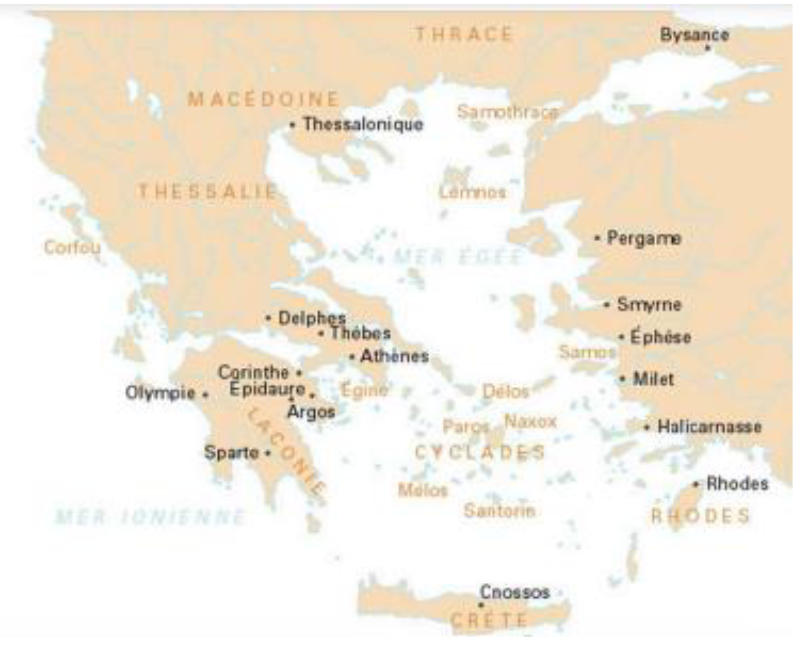 THRACE
Bysance
MACÉDOINE
Samothrace
• Thessalonique
THESSALIE
Lemnos
Corfou
• Pergame
MER ÉGÉE
• Delphes
• Smyrne
• Thèbes
• Éphèse
• Athènes
Samos
Corinthe •
• Milet
Olympie •
Epidaure •
Égine
Délos
Argos
Paros
Naxox
• Halicarnasse
LACONIE
Sparte •
CYCLADES
Mélos
• Rhodes
Santorin
RHODES
MER IONIENNE
Cnossos
CRÈTE